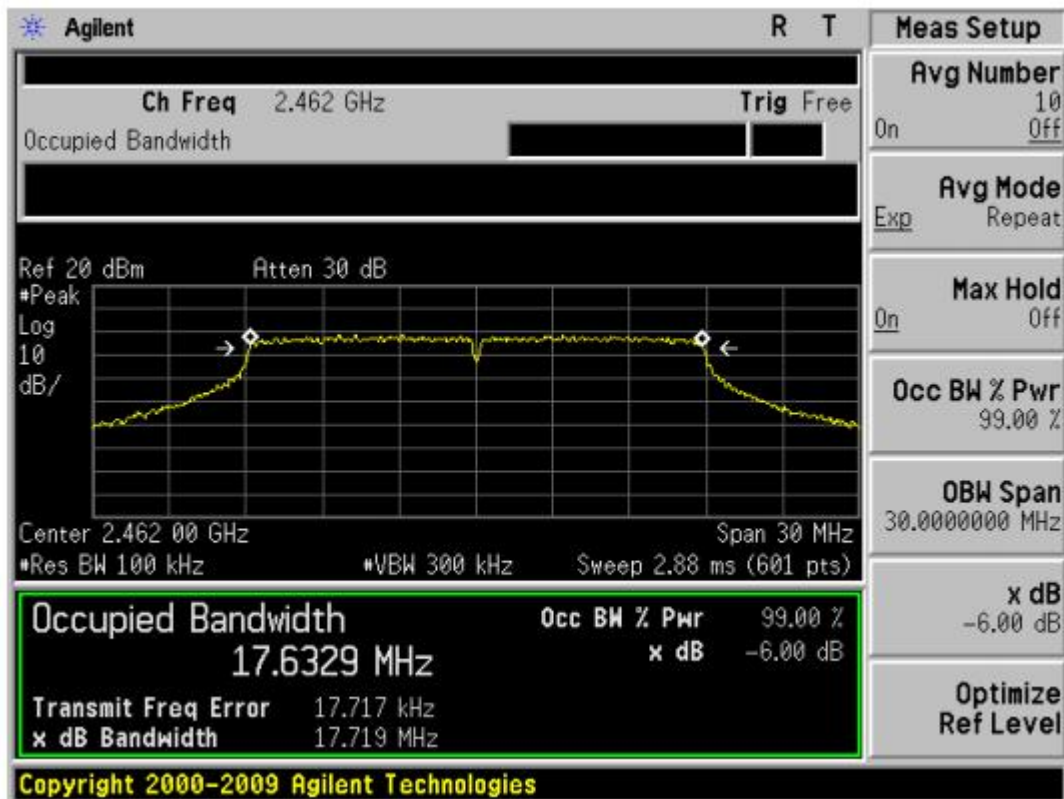 Agilent R T
Meas Setup
Ch Freq 2.462 GHz Trig Free
Occupied Bandwidth
Ref 20 dBm Atten 30 dB
#Peak
Log
10
dB/
Center 2.462 00 GHz Span 30 MHz
#Res BW 100 kHz #VBW 300 kHz Sweep 2.88 ms (601 pts)
Occupied Bandwidth Occ BW % Pwr 99.00 %
17.6329 MHz x dB -6.00 dB
Transmit Freq Error 17.717 kHz
x dB Bandwidth 17.719 MHz
Copyright 2000-2009 Agilent Technologies
Avg Number
10
On Off
Avg Mode
Exp Repeat
Max Hold
On Off
Occ BW % Pwr
99.00 %
OBW Span
30.0000000 MHz
x dB
-6.00 dB
Optimize
Ref Level